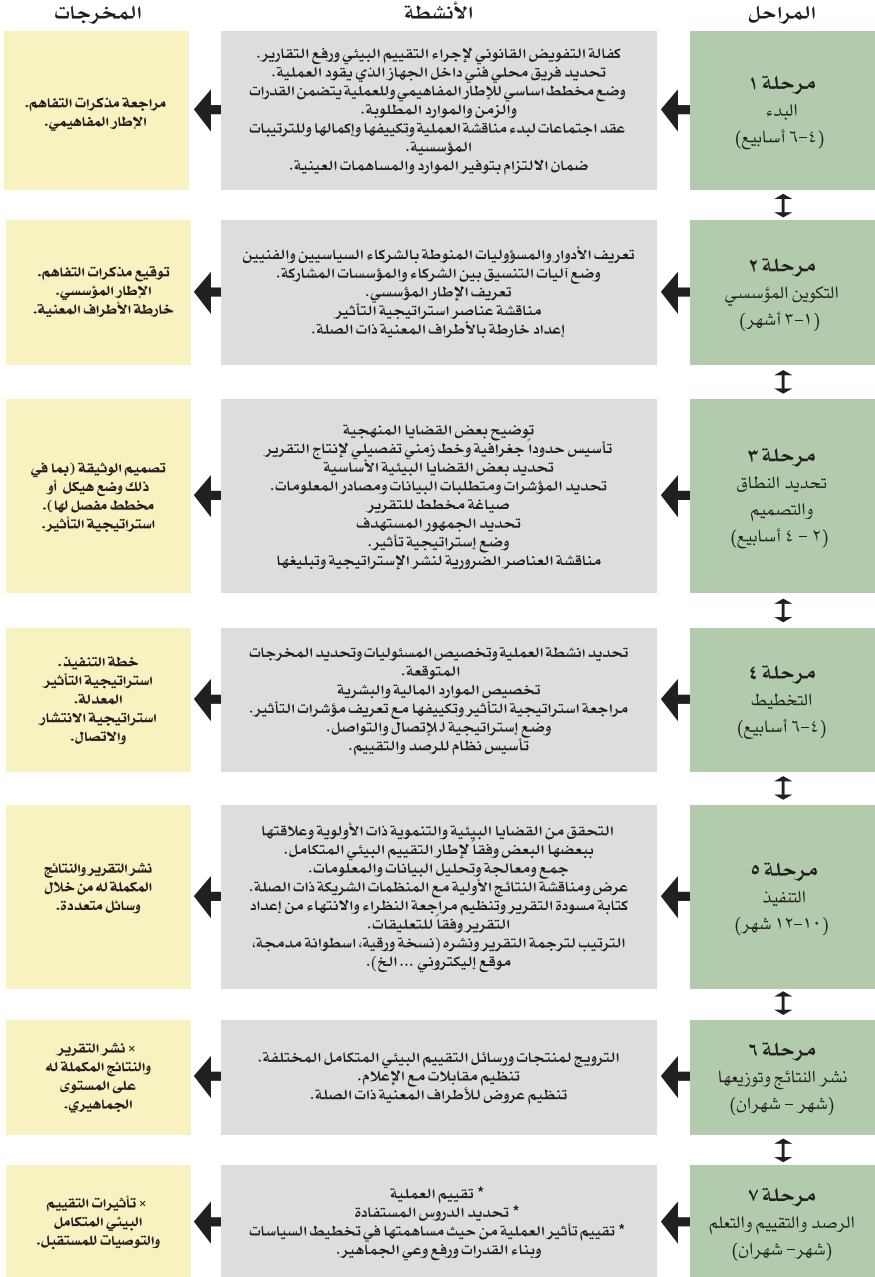 المراحل
الأنشطة
المخرجات
مرحلة ١
البدء
(٤-٦ أسابيع)
كفالة التفويض القانوني لإجراء التقييم البيئي ورفع التقارير.
تحديد فريق محلي فني داخل الجهاز الذي يقود العملية.
وضع مخطط اساسي للإطار المفاهيمي وللعملية يتضمن القدرات
والزمن والموارد المطلوبة.
عقد اجتماعات لبدء مناقشة العملية وتكييفها وإكمالها وللترتيبات
المؤسسية.
ضمان الالتزام بتوفير الموارد والمساهمات العينية.
مراجعة مذكرات التفاهم.
الإطار المفاهيمي.
مرحلة ٢
التكوين المؤسسي
(١-٣ أشهر)
تعريف الأدوار والمسؤوليات المنوطة بالشركاء السياسيين والفنيين
وضع آليات التنسيق بين الشركاء والمؤسسات المشاركة.
تعريف الإطار المؤسسي.
مناقشة عناصر استراتيجية التأثير
إعداد خارطة بالأطراف المعنية ذات الصلة.
توقيع مذكرات التفاهم.
الإطار المؤسسي.
خارطة الأطراف المعنية.
مرحلة ٣
تحديد النطاق
والتصميم
(٢ - ٤ أسابيع)
توضيح بعض القضايا المنهجية
تأسيس حدوداً جغرافية وخط زمني تفصيلي لإنتاج التقرير
تحديد بعض القضايا البيئية الأساسية
تحديد المؤشرات ومتطلبات البيانات ومصادر المعلومات.
صياغة مخطط للتقرير
تحديد الجمهور المستهدف
وضع إستراتيجية تأثير.
مناقشة العناصر الضرورية لنشر الإستراتيجية وتبليغها
تصميم الوثيقة (بما في
ذلك وضع هيكل أو
مخطط مفصل لها).
استراتيجية التأثير.
مرحلة ٤
التخطيط
(٤-٦ أسابيع)
تحديد انشطة العملية وتخصيص المسئوليات وتحديد المخرجات
المتوقعة.
تخصيص الموارد المالية والبشرية
مراجعة استراتيجية التأثير وتكييفها مع تعريف مؤشرات التأثير.
وضع إستراتيجية لـلإتصال والتواصل.
تأسيس نظام للرصد والتقييم.
خطة التنفيذ.
استراتيجية التأثير
المعدلة.
استراتيجية الانتشار
والاتصال.
مرحلة ٥
التنفيذ
(١٠-١٢ شهر)
التحقق من القضايا البيئية والتنموية ذات الأولوية وعلاقتها
ببعضها البعض وفقاً لإطار التقييم البيئي المتكامل.
جمع ومعالجة وتحليل البيانات والمعلومات.
عرض ومناقشة النتائج الأولية مع المنظمات الشريكة ذات الصلة.
كتابة مسودة التقرير وتنظيم مراجعة النظراء والانتهاء من إعداد
التقرير وفقاً للتعليقات.
الترتيب لترجمة التقرير ونشره (نسخة ورقية، اسطوانة مدمجة،
موقع إليكتروني ... الخ).
نشر التقرير والنتائج
المكملة له من خلال
وسائل متعددة.
مرحلة ٦
نشر النتائج وتوزيعها
(شهر - شهران)
الترويج لمنتجات ورسائل التقييم البيئي المتكامل المختلفة.
تنظيم مقابلات مع الإعلام.
تنظيم عروض للأطراف المعنية ذات الصلة.
× نشر التقرير
والنتائج المكملة له
على المستوى
الجماهيري.
مرحلة ٧
الرصد والتقييم والتعلم
(شهر- شهران)
* تقييم العملية
* تحديد الدروس المستفادة
* تقييم تأثير العملية من حيث مساهمتها في تخطيط السياسات
وبناء القدرات ورفع وعي الجماهير.
× تأثيرات التقييم
البيئي المتكامل
والتوصيات للمستقبل.